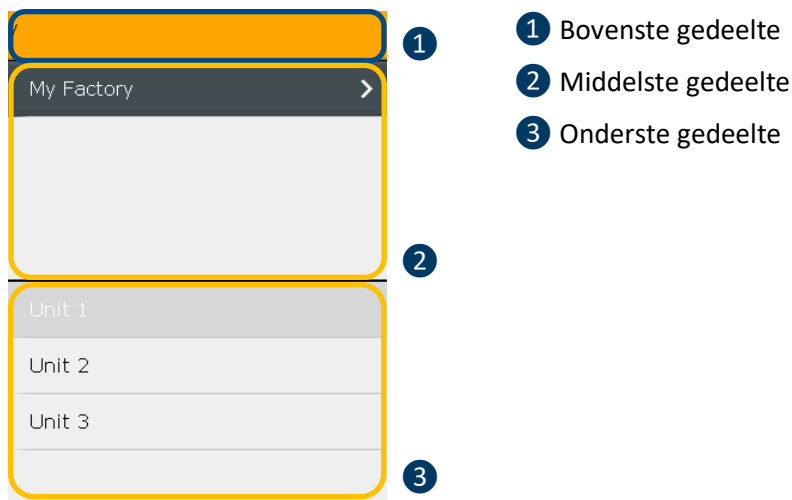 /
1
1 Bovenste gedeelte
My Factory >
2 Middelste gedeelte
3 Onderste gedeelte
2
Unit 1
Unit 2
Unit 3
3